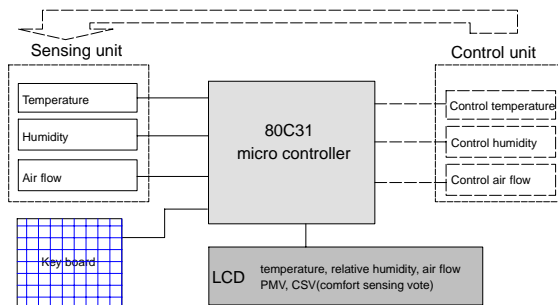 Sensing unit
Control unit
Temperature
Humidity
Air flow
80C31
micro controller
Control temperature
Control humidity
Control air flow
Key board
LCD
temperature, relative humidity, air flow
PMV, CSV(comfort sensing vote)